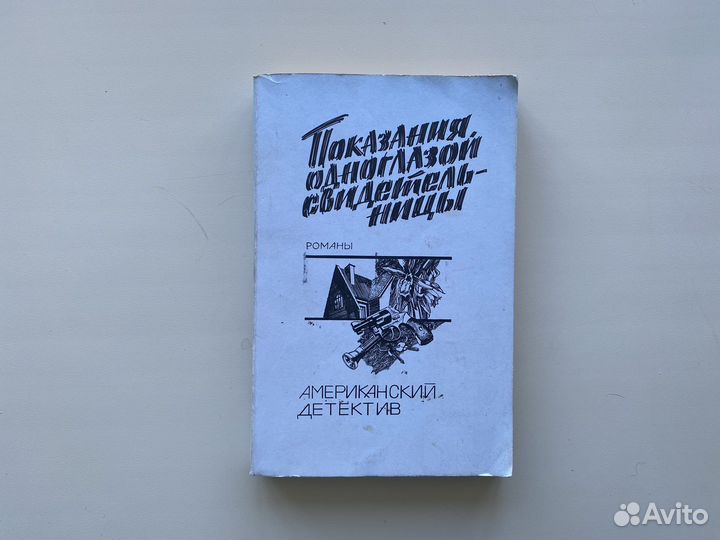 Показания
одноглазой
свидетель-
ницы
РОМАНЫ
АМЕРИКАНСКИЙ
ДЕТЕКТИВ
Avito